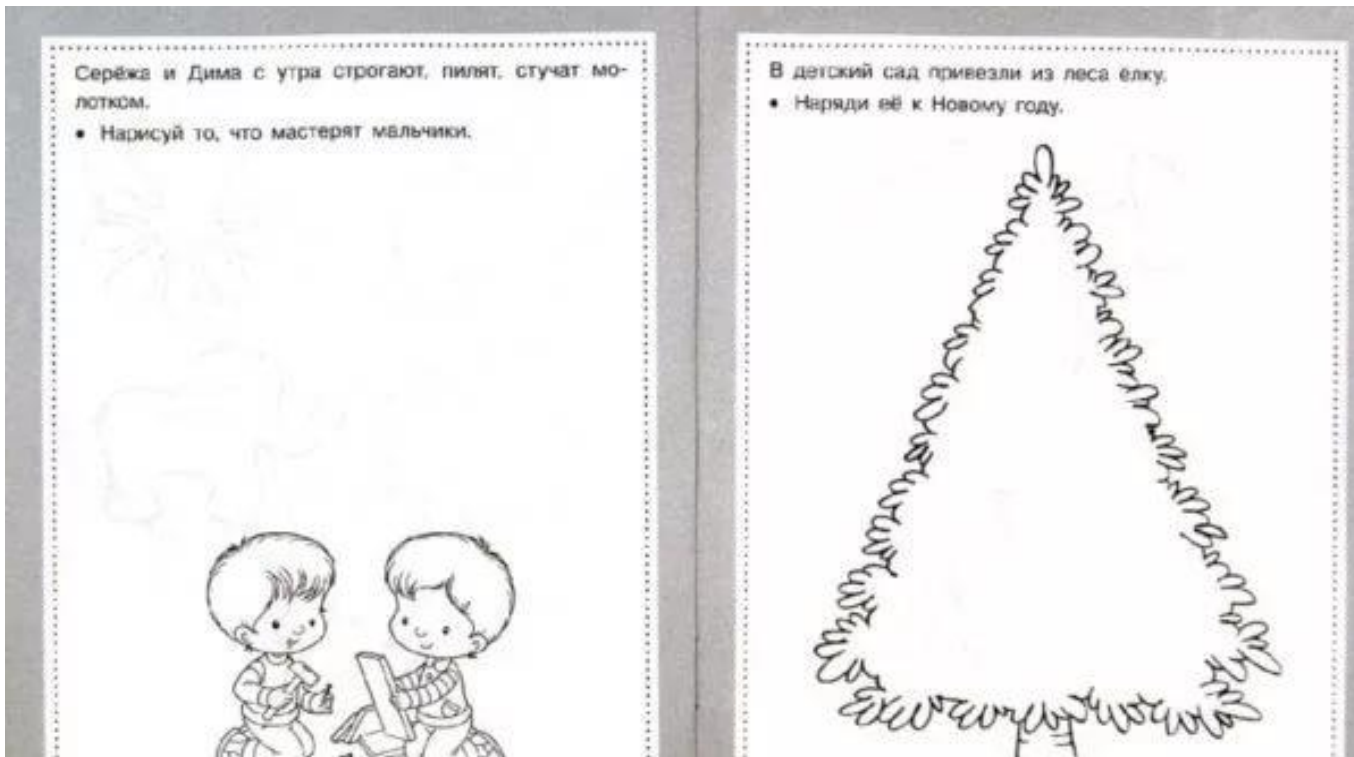 Серёжа и Дима с утра строгают, пилят, стучат мо-
лотком.
• Нарисуй то, что мастерят мальчики.
В детский сад привезли из леса ёлку.
• Наряди её к Новому году.